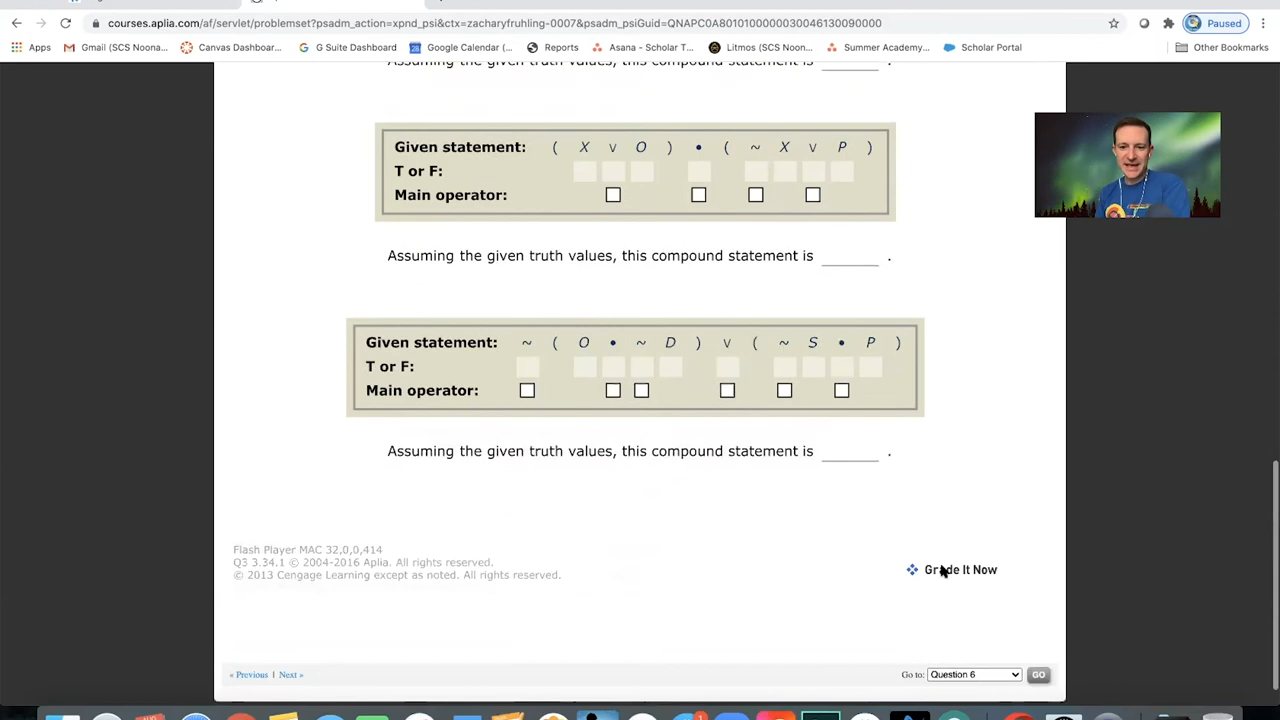 courses.aplia.com/af/servlet/problemset?psadm_action=xpnd_psi&ctx=zacharyfruhling-0007&psadm_psiGuid=QNAPC0A8010100000030046130090000
Paused
Apps Gmail (SCS Noona... Canvas Dashboar... G Suite Dashboard Google Calendar (... Reports Asana - Scholar T... Litmos (SCS Noon... Summer Academy... Scholar Portal Other Bookmarks
Assuming the given truth values, this compound statement is ______ .
Given statement: ( X v O ) • ( ~ X v P )
T or F:
Main operator:
Assuming the given truth values, this compound statement is ______ .
Given statement: ~ ( O • ~ D ) v ( ~ S • P )
T or F:
Main operator:
Assuming the given truth values, this compound statement is ______ .
Flash Player MAC 32,0,0,414
Q3 3.34.1 © 2004-2016 Aplia. All rights reserved.
© 2013 Cengage Learning except as noted. All rights reserved.
Grade It Now
« Previous | Next »
Go to: Question 6 GO